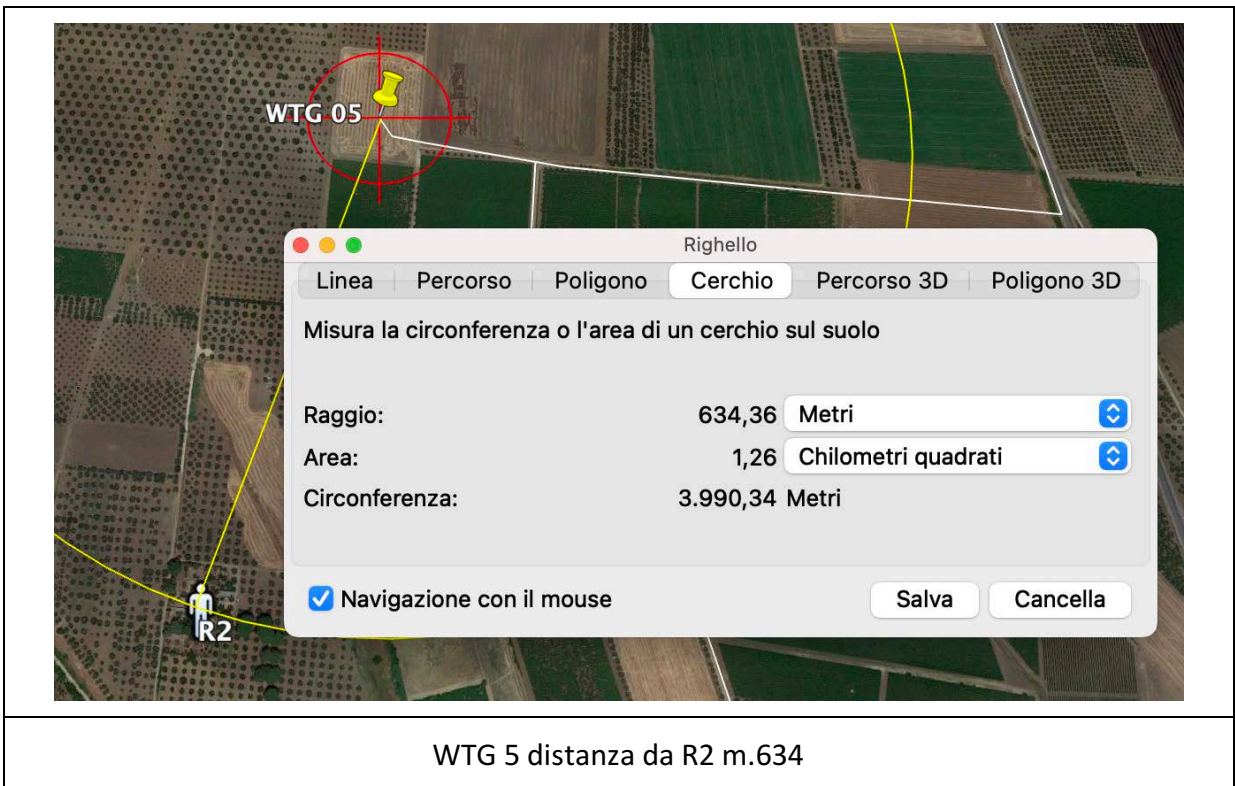 WTG 05
Righello
Linea Percorso Poligono Cerchio Percorso 3D Poligono 3D
Misura la circonferenza o l'area di un cerchio sul suolo
Raggio: 634,36 Metri
Area: 1,26 Chilometri quadrati
Circonferenza: 3.990,34 Metri
Navigazione con il mouse Salva Cancella
R2
WTG 5 distanza da R2 m.634